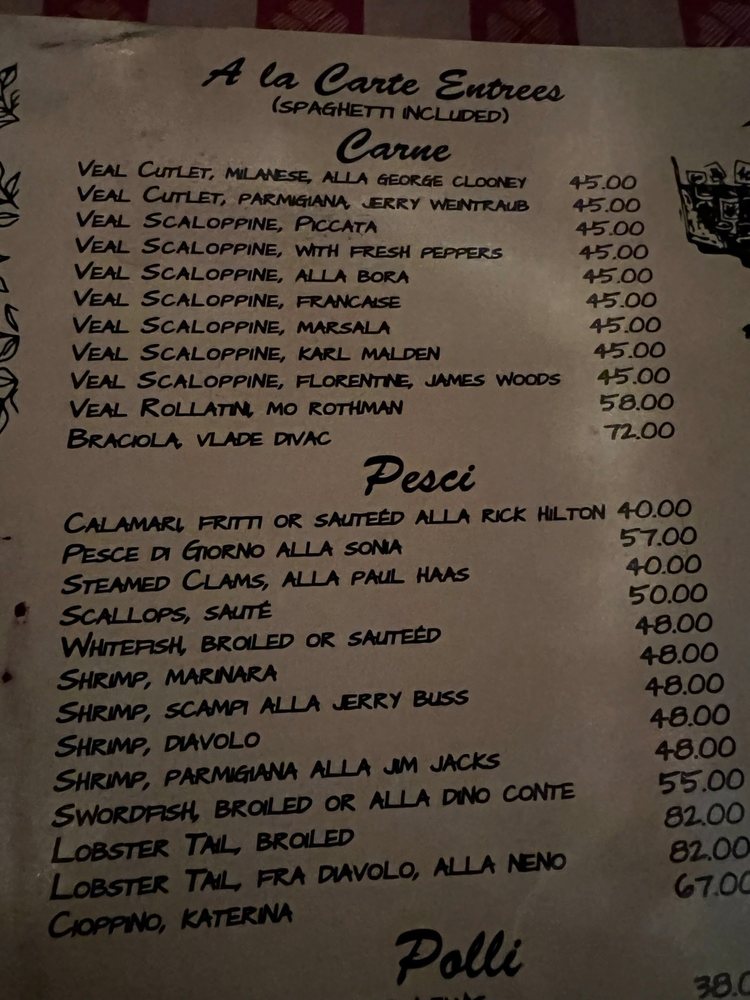 A la Carte Entrees
(SPAGHETTI INCLUDED)
Carne
VEAL CUTLET, MILANESE, ALLA GEORGE CLOONEY 45.00
VEAL CUTLET, PARMIGIANA, JERRY WEINTRAUB 45.00
VEAL SCALOPPINE, PICCATA 45.00
VEAL SCALOPPINE, WITH FRESH PEPPERS 45.00
VEAL SCALOPPINE, ALLA BORA 45.00
VEAL SCALOPPINE, FRANCAISE 45.00
VEAL SCALOPPINE, MARSALA 45.00
VEAL SCALOPPINE, KARL MALDEN 45.00
VEAL SCALOPPINE, FLORENTINE, JAMES WOODS 45.00
VEAL ROLLATINI, MO ROTHMAN 58.00
BRACIOLA, VLADE DIVAC 72.00
Pesci
CALAMARI, FRITTI OR SAUTEÉD ALLA RICK HILTON 40.00
PESCE DI GIORNO ALLA SONIA 57.00
STEAMED CLAMS, ALLA PAUL HAAS 40.00
SCALLOPS, SAUTÉ 50.00
WHITEFISH, BROILED OR SAUTEÉD 48.00
SHRIMP, MARINARA 48.00
SHRIMP, SCAMPI ALLA JERRY BUSS 48.00
SHRIMP, DIAVOLO 48.00
SHRIMP, PARMIGIANA ALLA JIM JACKS 48.00
SWORDFISH, BROILED OR ALLA DINO CONTE 55.00
LOBSTER TAIL, BROILED 82.00
LOBSTER TAIL, FRA DIAVOLO, ALLA NENO 82.00
CIOPPINO, KATERINA 67.00
Polli
38.0